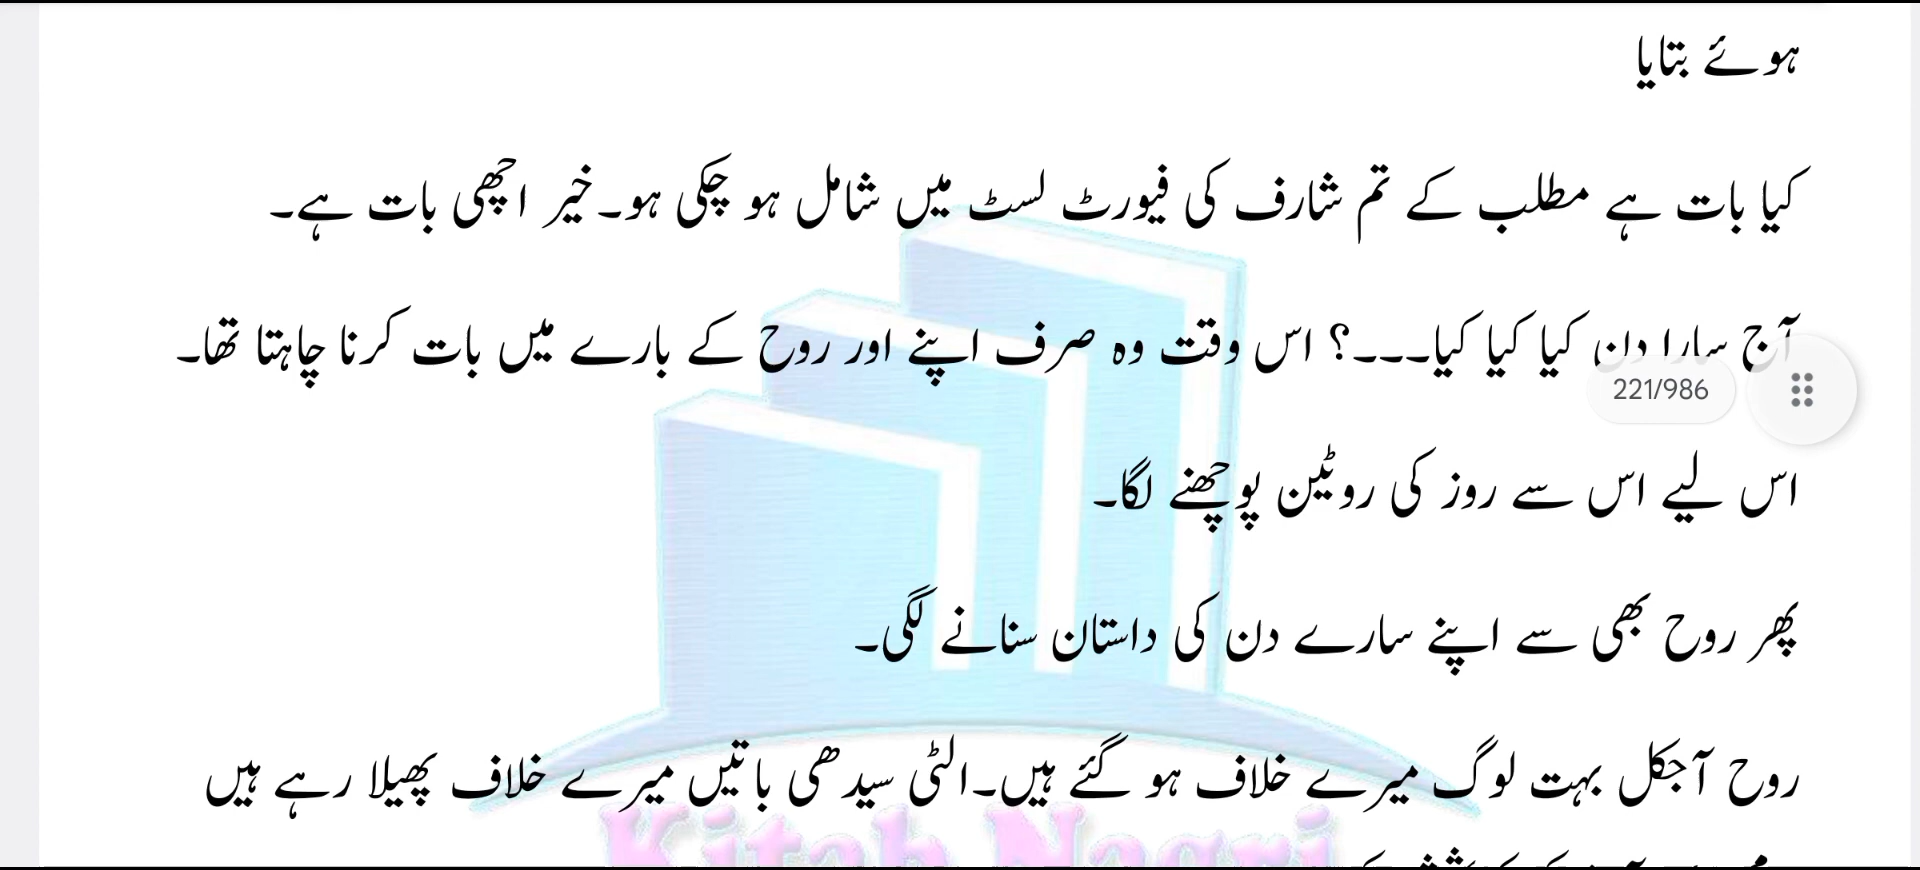 ہوئے بتایا
کیا بات ہے مطلب کے تم شارف کی فیورٹ لسٹ میں شامل ہو چکی ہو۔خیر اچھی بات ہے۔
آج سارا دن کیا کیا کیا۔۔۔؟ اس وقت وہ صرف اپنے اور روح کے بارے میں بات کرنا چاہتا تھا۔
221/986
اس لیے اس سے روز کی روٹین پوچھنے لگا۔
پھر روح بھی سے اپنے سارے دن کی داستان سنانے لگی۔
روح آجکل بہت لوگ میرے خلاف ہو گئے ہیں۔الٹی سیدھی باتیں میرے خلاف پھیلا رہے ہیں
Kitab Nagri